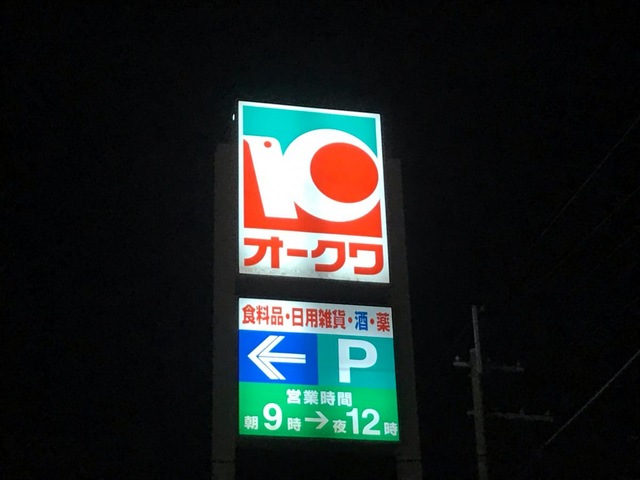 オークワ
食料品・日用雑貨・酒・薬
← P
営業時間
朝9時→夜12時